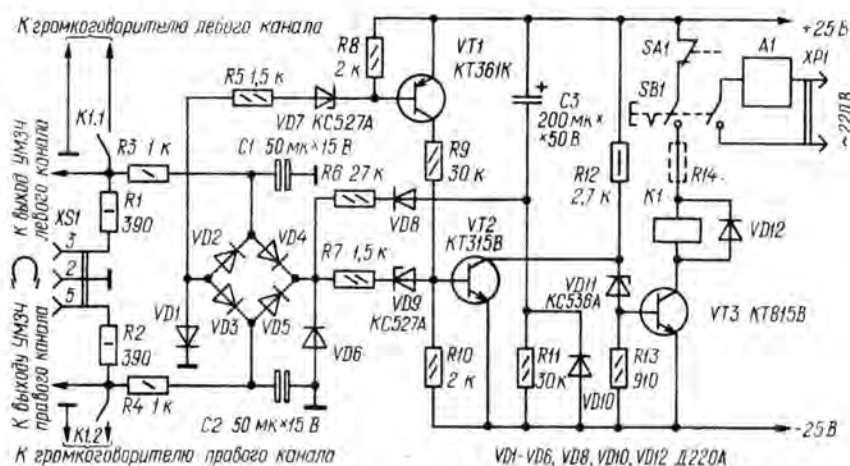 К громкоговорителю левого канала
К1.1
К выходу УМЗЧ
левого канала
R3 1 к
R1
390
XS1
3
2
5
R2
390
К выходу УМЗЧ
правого канала
R4 1 к
К1.2
К громкоговорителю правого канала
R5 1,5 к
VD7 КС527А
R8
2 к
VT1
КТ361К
C1 50 мк×15 В
R6 27 к
VD8
R9
30 к
C3
200 мк×
×50 В
VD2
VD4
VD3
VD5
VD1
VD6
R7 1,5 к
VD9
КС527А
VT2
КТ315В
R10
2 к
R11
30к
VD10
C2 50 мк×15 В
R12
2,7 к
VD11
КС538А
R13
910
SA1
SB1
A1
XP1
+25 В
~220 В
R14
K1
VD12
VT3 КТ815В
-25 В
VD1-VD6, VD8, VD10, VD12 Д220А